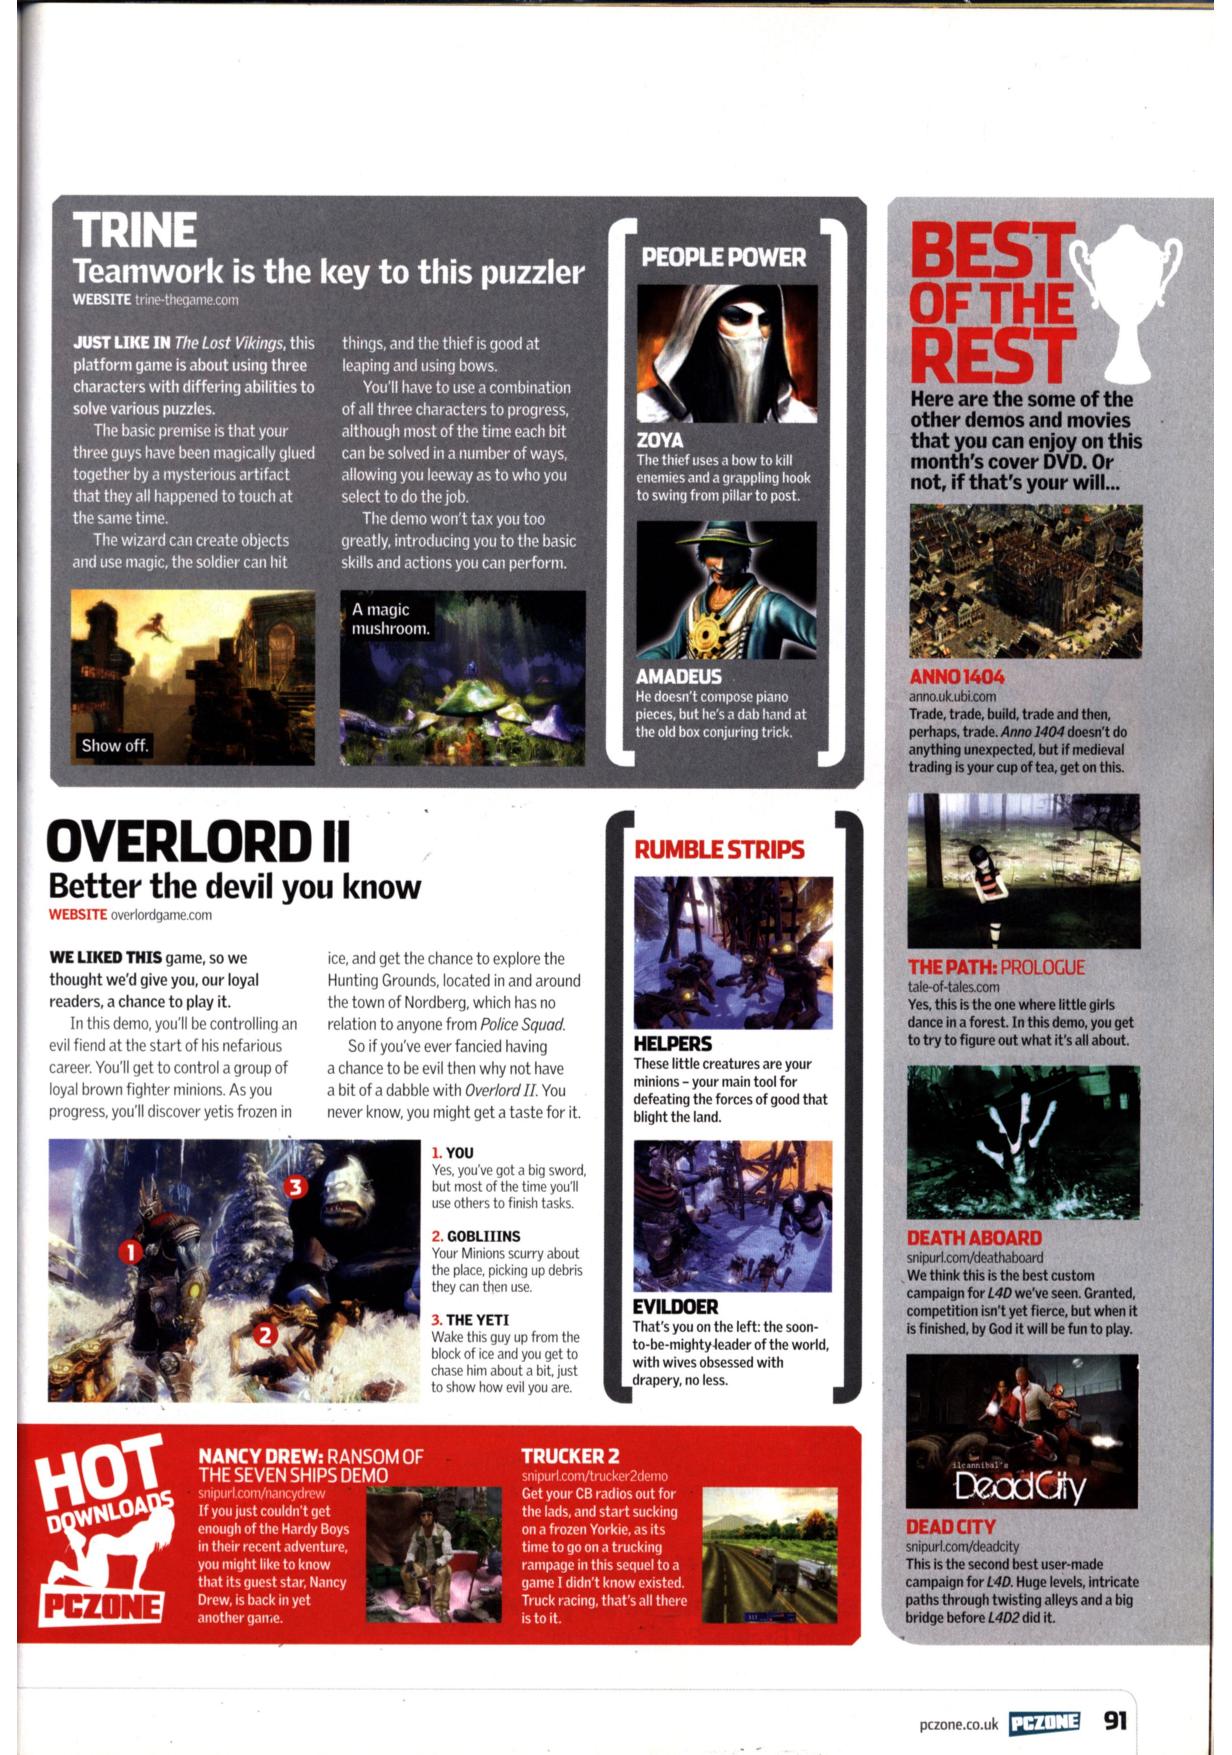 TRINE
Teamwork is the key to this puzzler
WEBSITE trine-thegame.com
JUST LIKE IN The Lost Vikings, this
platform game is about using three
characters with differing abilities to
solve various puzzles.
The basic premise is that your
three guys have been magically glued
together by a mysterious artifact
that they all happened to touch at
the same time.
The wizard can create objects
and use magic, the soldier can hit
things, and the thief is good at
leaping and using bows.
You'll have to use a combination
of all three characters to progress,
although most of the time each bit
can be solved in a number of ways,
allowing you leeway as to who you
select to do the job.
The demo won't tax you too
greatly, introducing you to the basic
skills and actions you can perform.
Show off.
A magic
mushroom.
PEOPLE POWER
ZOYA
The thief uses a bow to kill
enemies and a grappling hook
to swing from pillar to post.
AMADEUS
He doesn't compose piano
pieces, but he's a dab hand at
the old box conjuring trick.
OVERLORD II
Better the devil you know
WEBSITE overlordgame.com
WE LIKED THIS game, so we
thought we'd give you, our loyal
readers, a chance to play it.
In this demo, you'll be controlling an
evil fiend at the start of his nefarious
career. You'll get to control a group of
loyal brown fighter minions. As you
progress, you'll discover yetis frozen in
ice, and get the chance to explore the
Hunting Grounds, located in and around
the town of Nordberg, which has no
relation to anyone from Police Squad.
So if you've ever fancied having
a chance to be evil then why not have
a bit of a dabble with Overlord II. You
never know, you might get a taste for it.
1
2
3
1. YOU
Yes, you've got a big sword,
but most of the time you'll
use others to finish tasks.
2. GOBLIIINS
Your Minions scurry about
the place, picking up debris
they can then use.
3. THE YETI
Wake this guy up from the
block of ice and you get to
chase him about a bit, just
to show how evil you are.
RUMBLE STRIPS
HELPERS
These little creatures are your
minions – your main tool for
defeating the forces of good that
blight the land.
EVILDOER
That's you on the left: the soon-
to-be-mighty-leader of the world,
with wives obsessed with
drapery, no less.
HOT
DOWNLOADS
PCZONE
NANCY DREW: RANSOM OF
THE SEVEN SHIPS DEMO
snipurl.com/nancydrew
If you just couldn't get
enough of the Hardy Boys
in their recent adventure,
you might like to know
that its guest star, Nancy
Drew, is back in yet
another game.
TRUCKER 2
snipurl.com/trucker2demo
Get your CB radios out for
the lads, and start sucking
on a frozen Yorkie, as its
time to go on a trucking
rampage in this sequel to a
game I didn't know existed.
Truck racing, that's all there
is to it.
BEST
OF THE
REST
Here are the some of the
other demos and movies
that you can enjoy on this
month's cover DVD. Or
not, if that's your will...
ANNO 1404
anno.uk.ubi.com
Trade, trade, build, trade and then,
perhaps, trade. Anno 1404 doesn't do
anything unexpected, but if medieval
trading is your cup of tea, get on this.
THE PATH: PROLOGUE
tale-of-tales.com
Yes, this is the one where little girls
dance in a forest. In this demo, you get
to try to figure out what it's all about.
DEATH ABOARD
snipurl.com/deathaboard
We think this is the best custom
campaign for L4D we've seen. Granted,
competition isn't yet fierce, but when it
is finished, by God it will be fun to play.
ilcannibal's
Dead City
DEAD CITY
snipurl.com/deadcity
This is the second best user-made
campaign for L4D. Huge levels, intricate
paths through twisting alleys and a big
bridge before L4D2 did it.
pczone.co.uk PCZONE 91